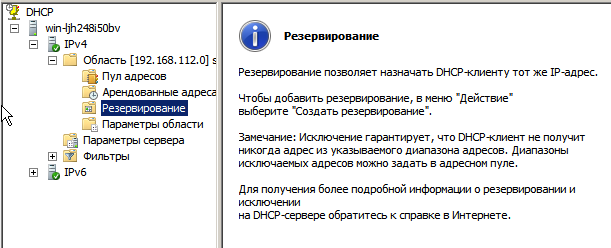 DHCP
win-ljh248i50bv
IPv4
Область [192.168.112.0] s
Пул адресов
Арендованные адреса
Резервирование
Параметры области
Параметры сервера
Фильтры
IPv6
Резервирование
Резервирование позволяет назначать DHCP-клиенту тот же IP-адрес.
Чтобы добавить резервирование, в меню "Действие"
выберите "Создать резервирование".
Замечание: Исключение гарантирует, что DHCP-клиент не получит
никогда адрес из указываемого диапазона адресов. Диапазоны
исключаемых адресов можно задать в адресном пуле.
Для получения более подробной информации о резервировании и
исключении
на DHCP-сервере обратитесь к справке в Интернете.